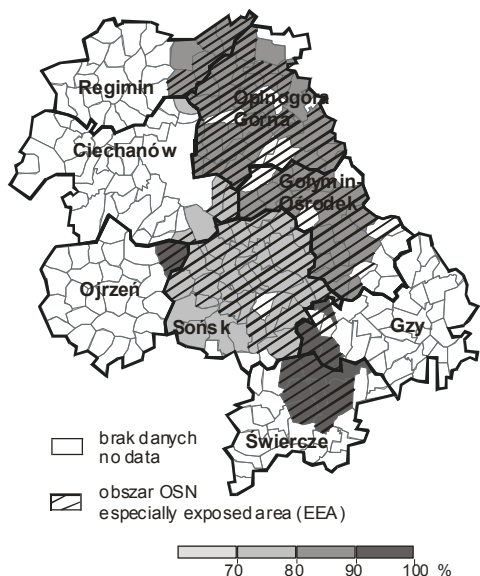 Regimin
Opinogóra
Górna
Ciechanów
Gołymin-
Ośrodek
Ojrzeń
Sońsk
Gzy
Świercze
brak danych
no data
obszar OSN
especially exposed area (EEA)
70 80 90 100 %